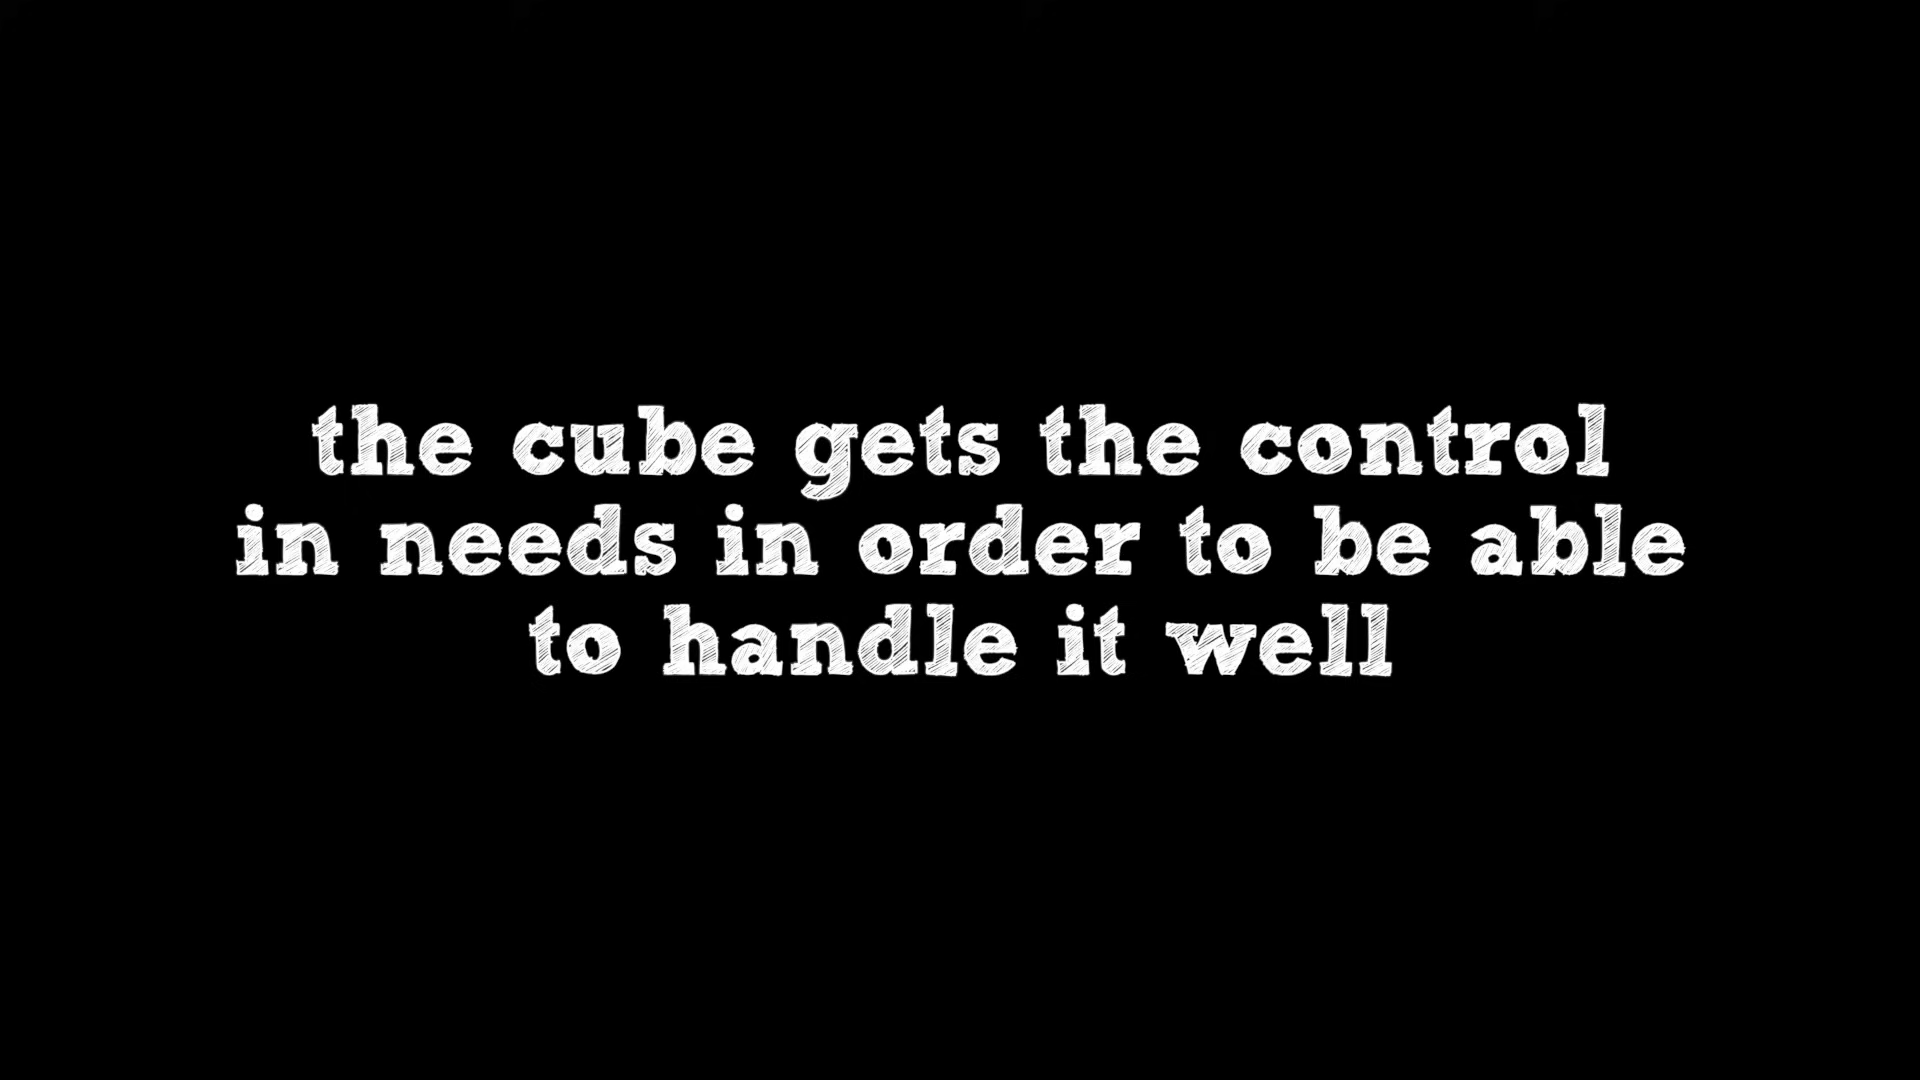 the cube gets the control
in needs in order to be able
to handle it well